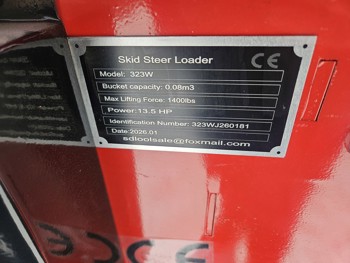 Skid Steer Loader CE
Model: 323W
Bucket capacity: 0.08m3
Max Lifting Force: 1400lbs
Power:13.5 HP
Identification Number: 323WJ260181
Date:2026.01
sdlootsale@foxmail.com